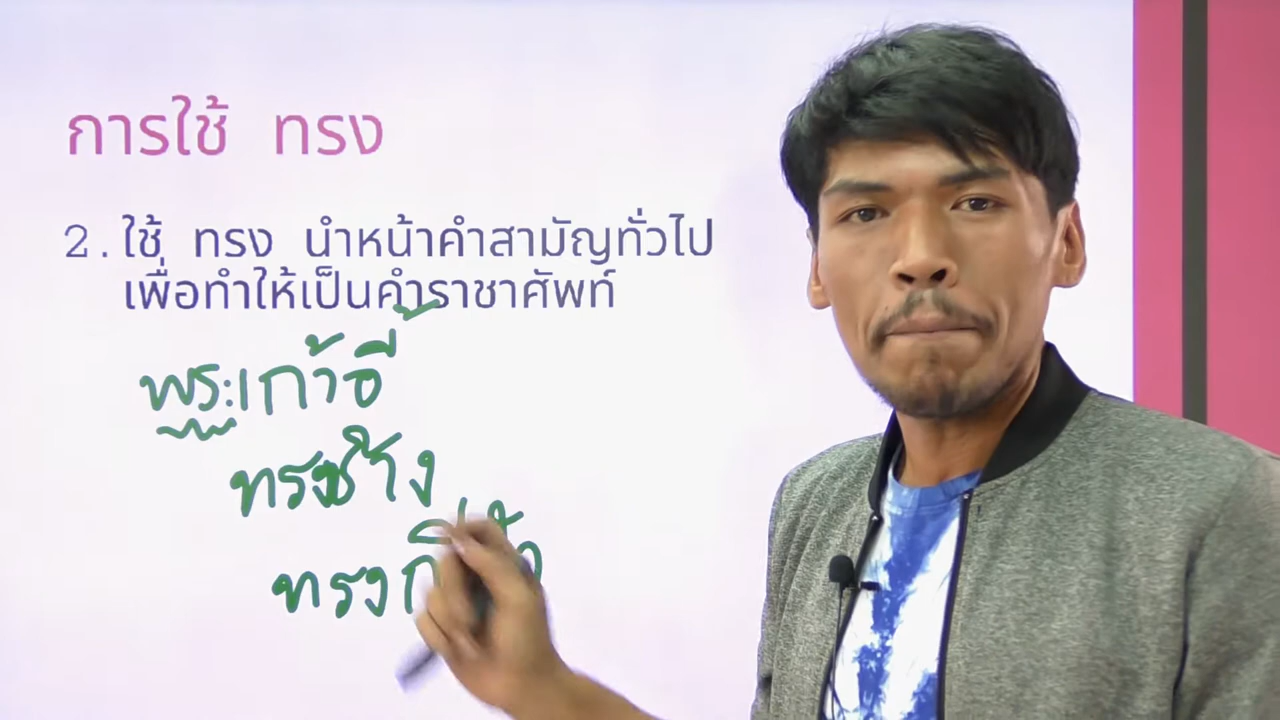 การใช้ ทรง
2. ใช้ ทรง นำหน้าคำสามัญทั่วไป
เพื่อทำให้เป็นคำราชาศัพท์
พระเก้าอี้
ทรงช้าง